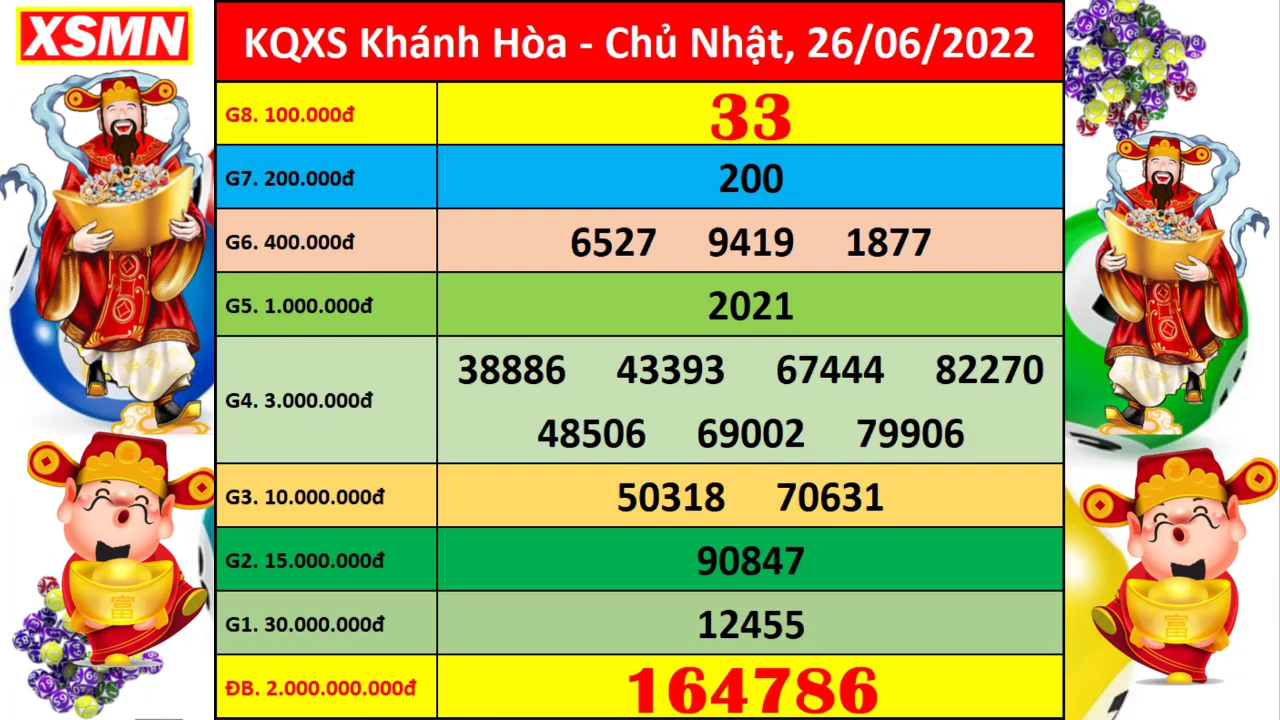 XSMN
KQXS Khánh Hòa - Chủ Nhật, 26/06/2022
G8. 100.000đ 33
G7. 200.000đ 200
G6. 400.000đ 6527 9419 1877
G5. 1.000.000đ 2021
G4. 3.000.000đ 38886 43393 67444 82270
48506 69002 79906
G3. 10.000.000đ 50318 70631
G2. 15.000.000đ 90847
G1. 30.000.000đ 12455
ĐB. 2.000.000.000đ 164786
富
富